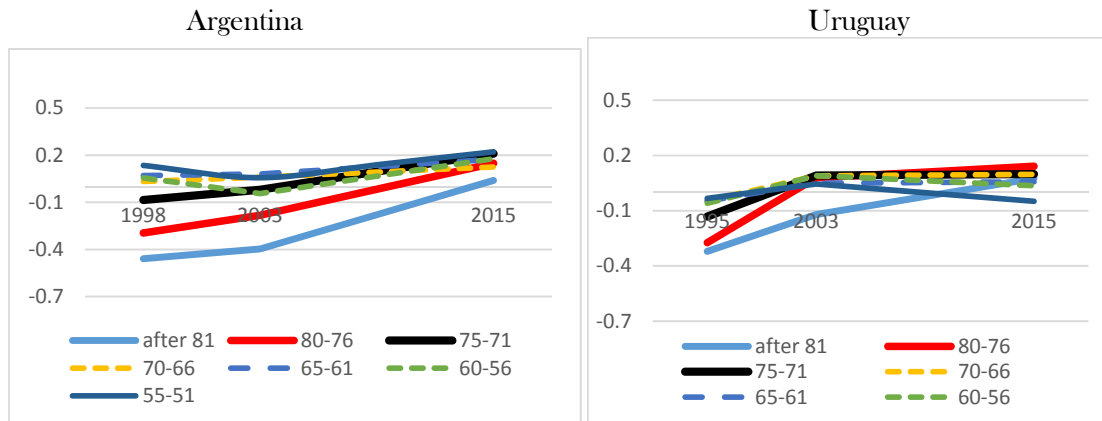 Argentina
0.5
0.2
-0.1
-0.4
-0.7
1998 2003 2015
after 81 80-76 75-71
70-66 65-61 60-56
55-51
Uruguay
0.5
0.2
-0.1
-0.4
-0.7
1995 2003 2015
after 81 80-76
75-71 70-66
65-61 60-56